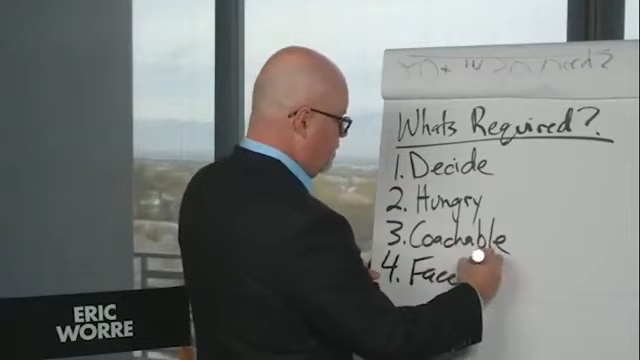 Whats Required?
1. Decide
2. Hungry
3. Coachable
4. Face
ERIC
WORRE